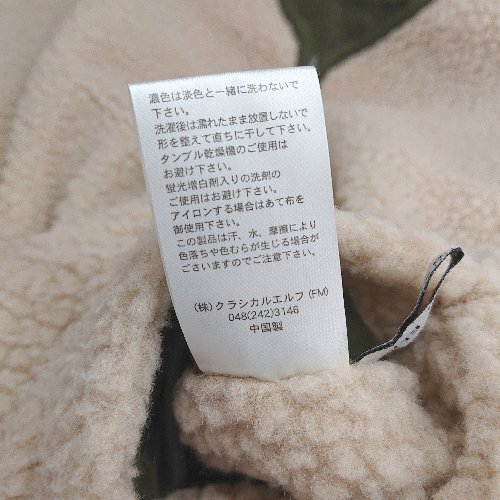 濃色は淡色と一緒に洗わないで
下さい。
洗濯後は濡れたまま放置しないで
形を整えて直ちに干して下さい。
タンブル乾燥機のご使用は
お避け下さい。
蛍光増白剤入りの洗剤の
ご使用はお避け下さい。
アイロンする場合はあて布を
御使用下さい。
この製品は汗、水、摩擦により
色落ちや色むらが生じる場合が
ございますのでご注意下さい。
(株)クラシカルエルフ(FM)
048(242)3146
中国製